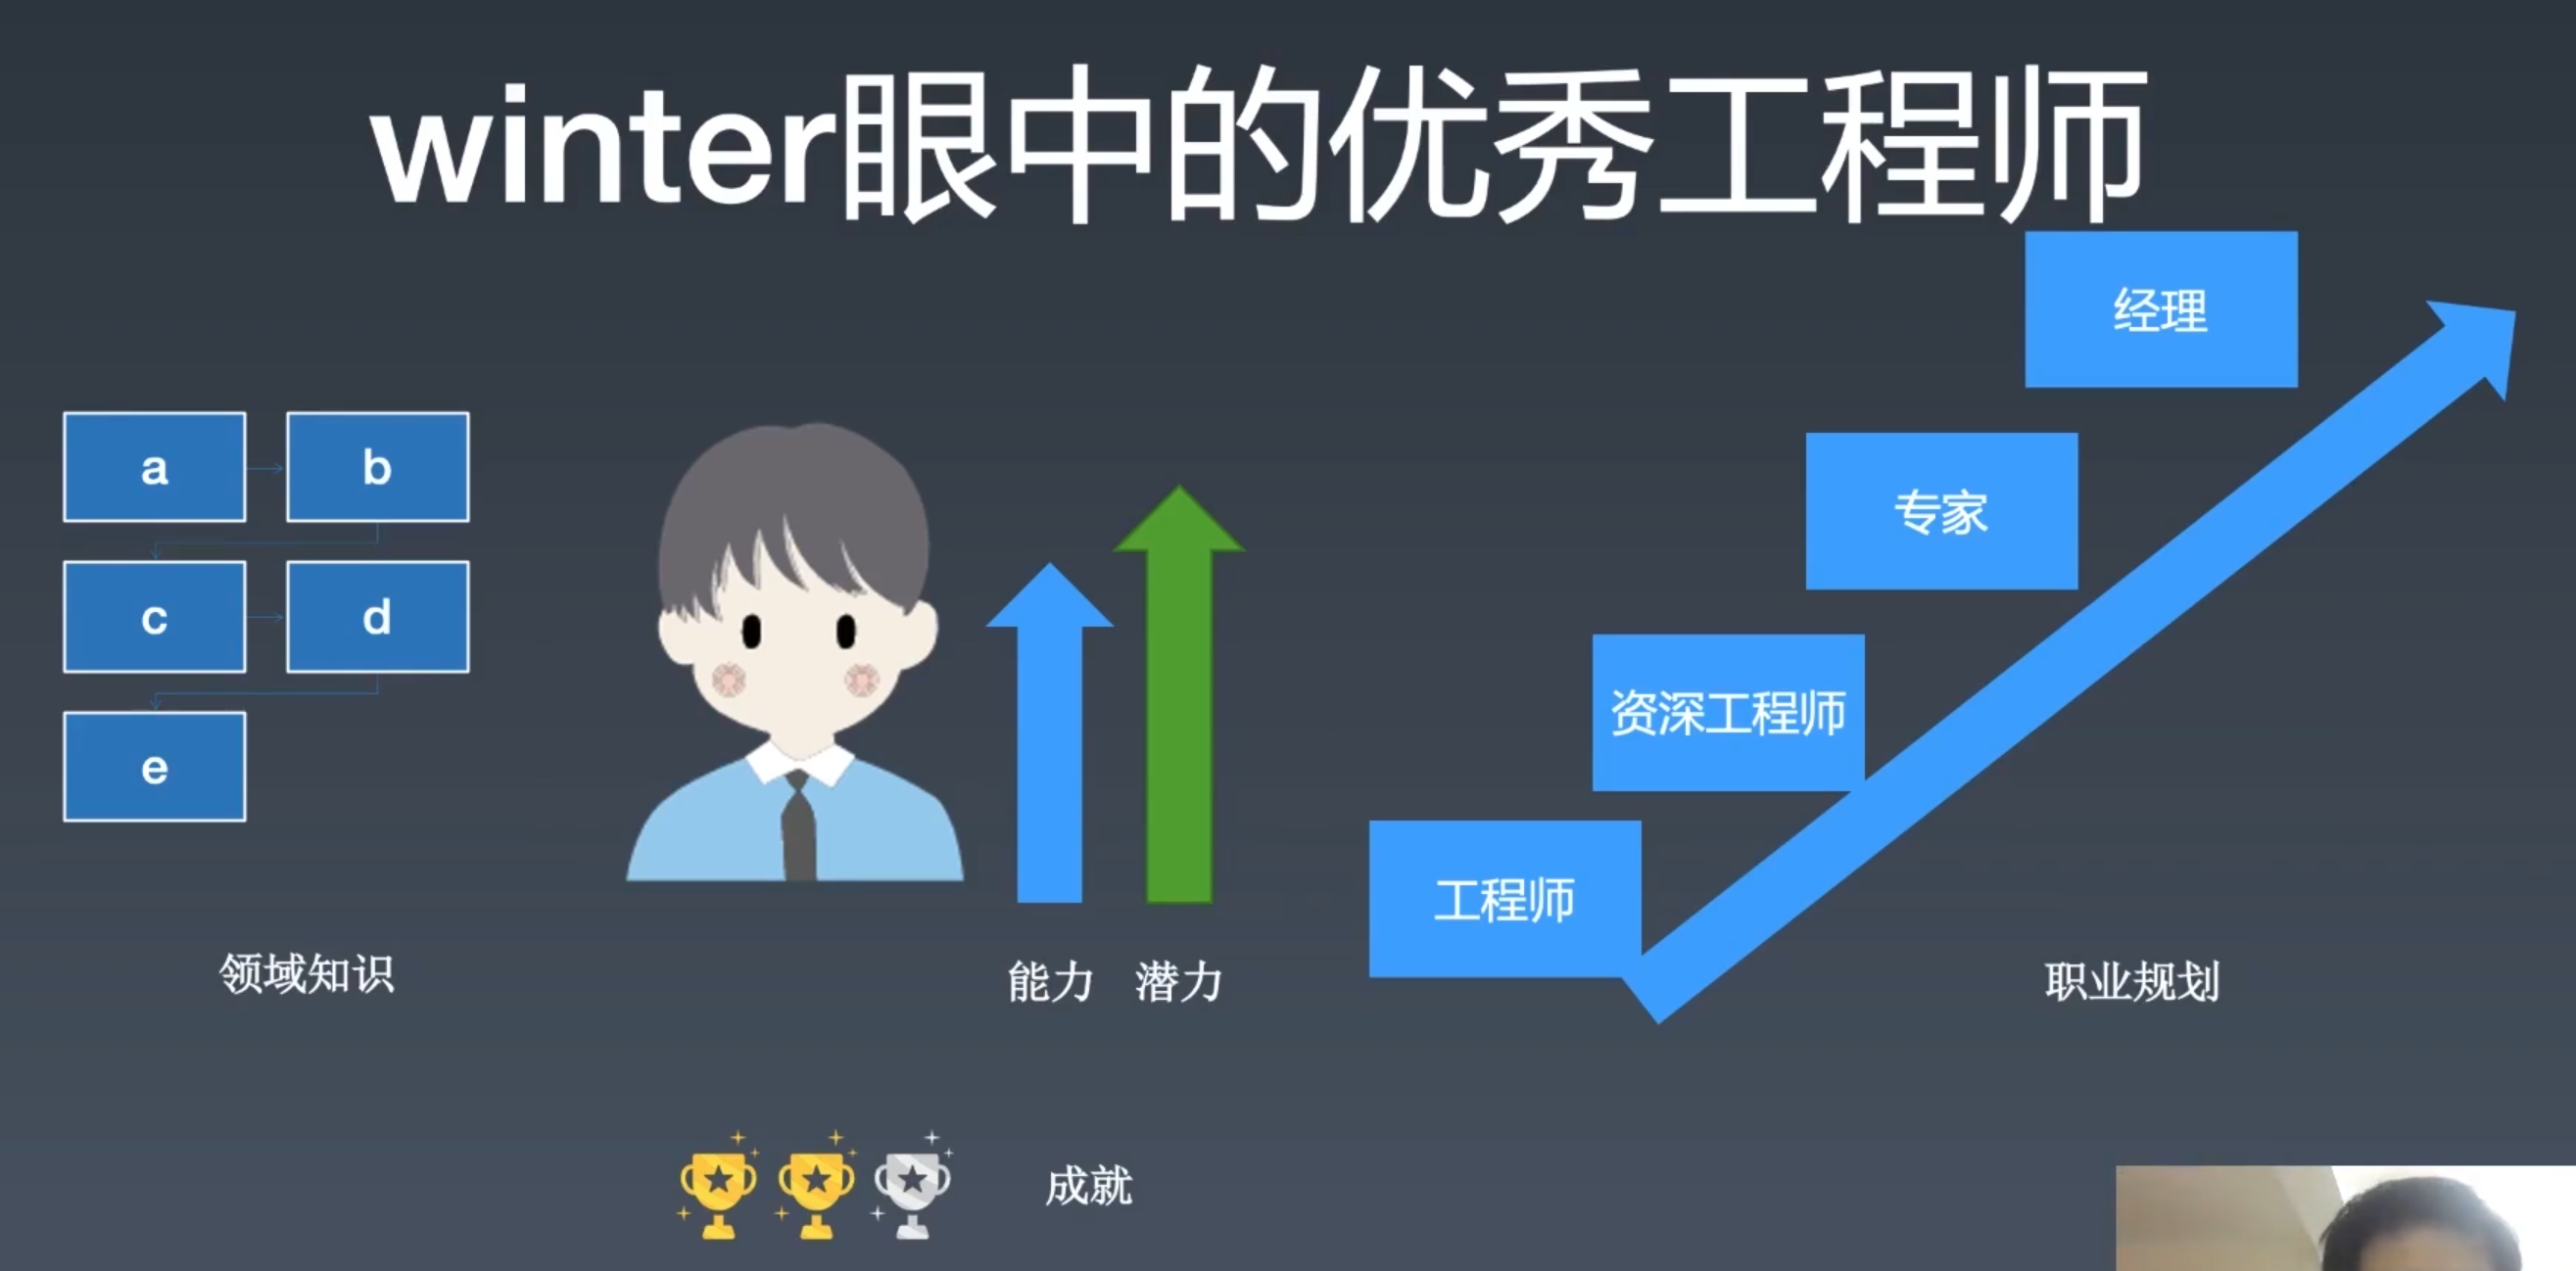 winter眼中的优秀工程师
a
b
c
d
e
领域知识
能力
潜力
经理
专家
资深工程师
工程师
职业规划
成就